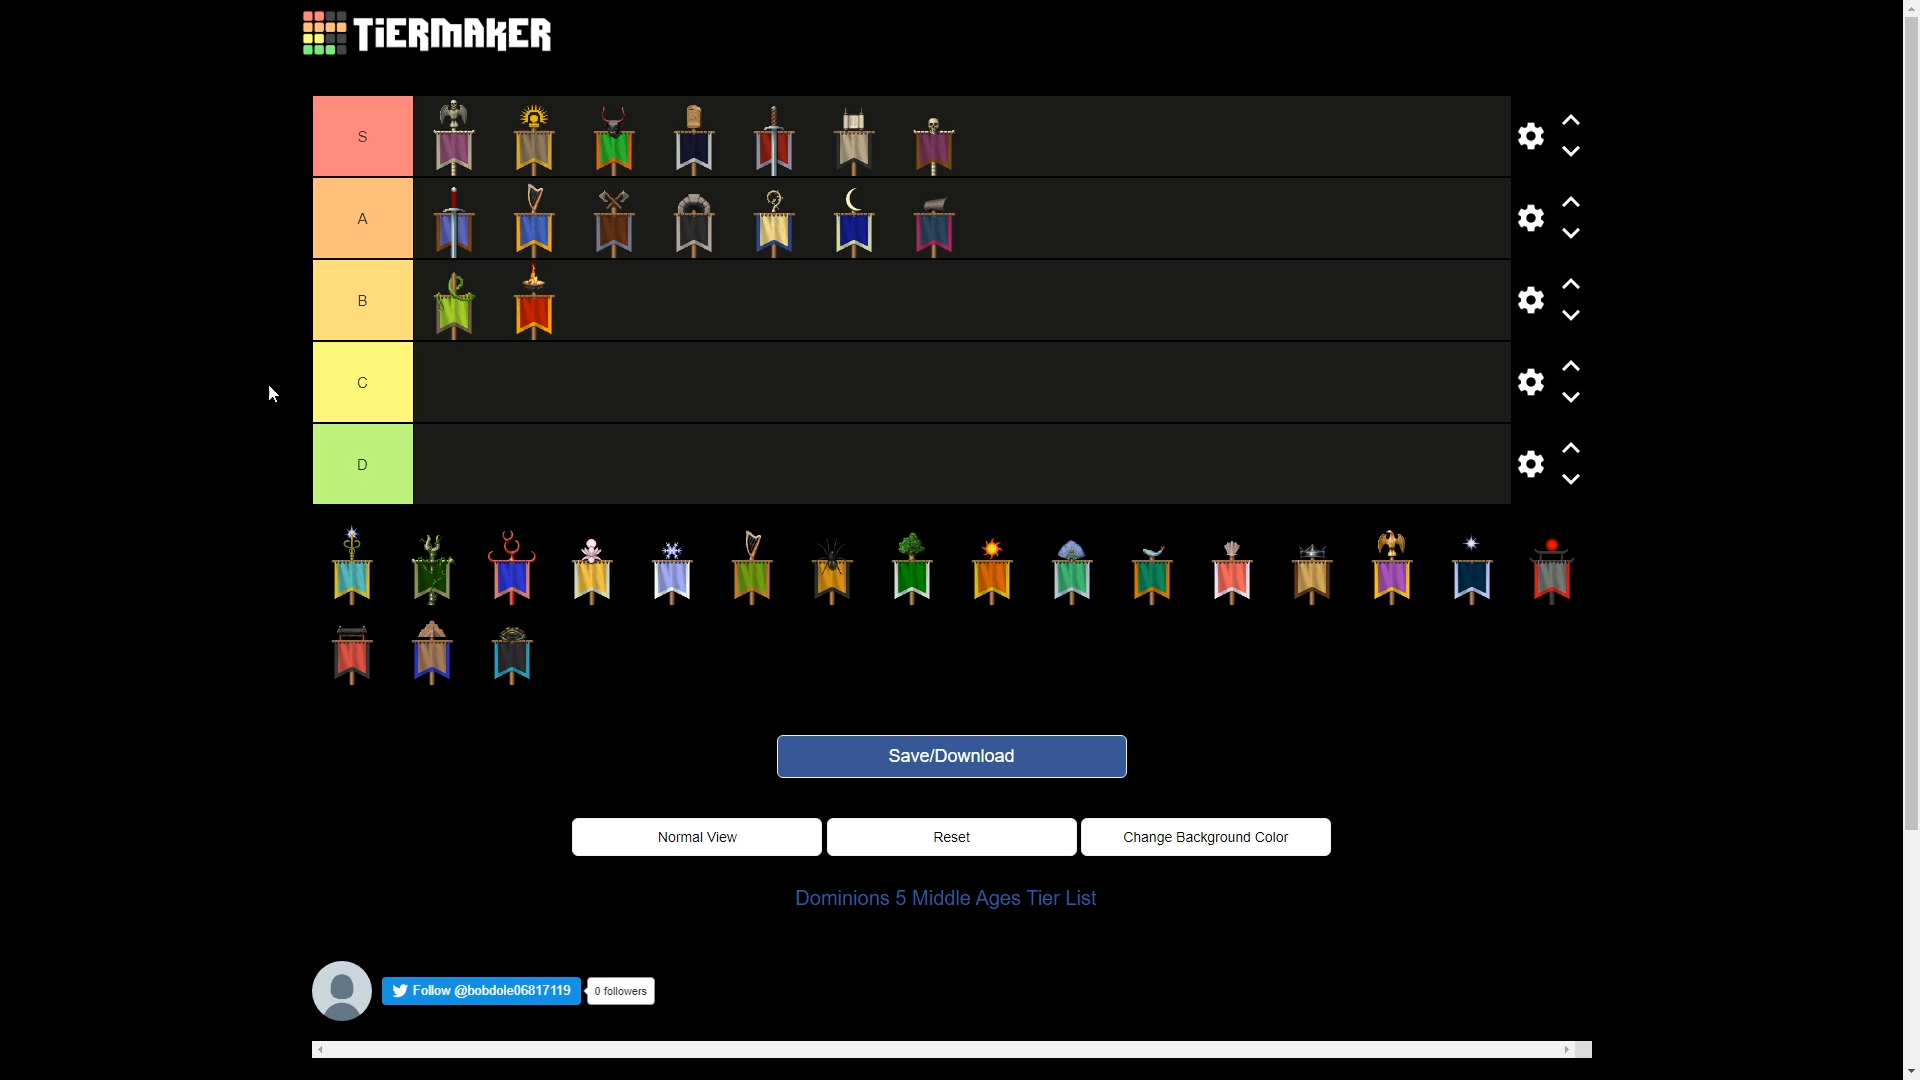 TiERMAKER
S
A
B
C
D
Save/Download
Normal View
Reset
Change Background Color
Dominions 5 Middle Ages Tier List
Follow @bobdole06817119
0 followers